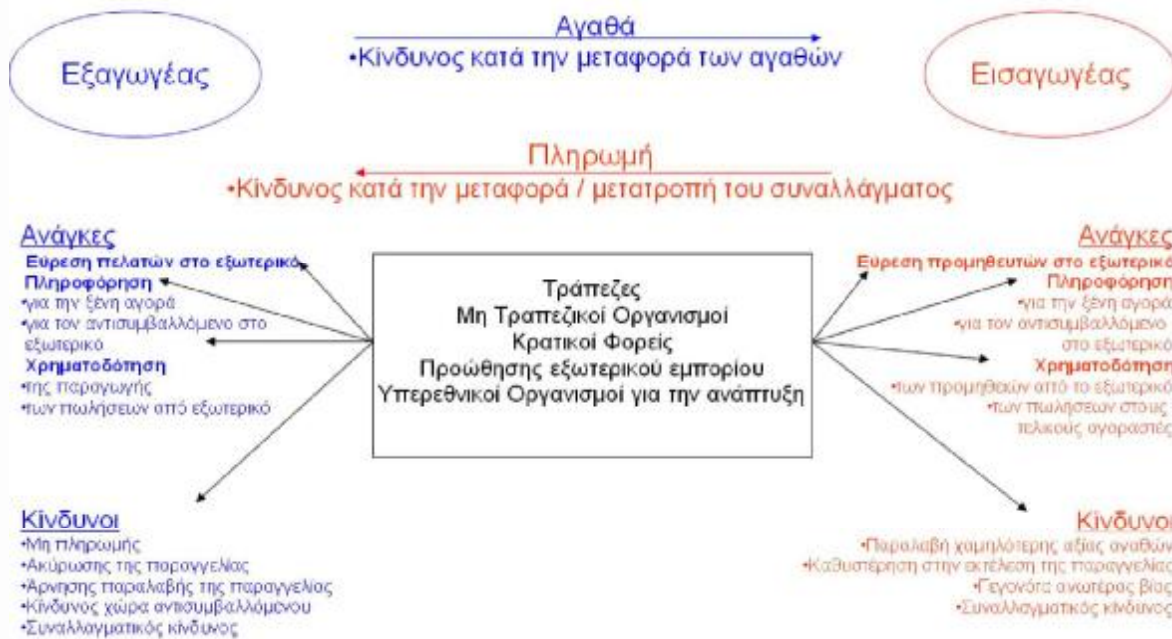 Εξαγωγέας
Αγαθά
•Κίνδυνος κατά την μεταφορά των αγαθών
Εισαγωγέας
Πληρωμή
•Κίνδυνος κατά την μεταφορά / μετατροπή του συναλλάγματος
Ανάγκες
Εύρεση πελατών στο εξωτερικό
Πληροφόρηση
•για την ξένη αγορά
•για τον αντισυμβαλλόμενο στο
εξωτερικό
Χρηματοδότηση
•της παραγωγής
•των πωλήσεων από εξωτερικό
Τράπεζες
Μη Τραπεζικοί Οργανισμοί
Κρατικοί Φορείς
Προώθησης εξωτερικού εμπορίου
Υπερεθνικοί Οργανισμοί για την ανάπτυξη
Ανάγκες
Εύρεση προμηθευτών στο εξωτερικό
Πληροφόρηση
•για την ξένη αγορά
•για τον αντισυμβαλλόμενο
στο εξωτερικό
Χρηματοδότηση
•των προμηθειών από το εξωτερικό
•των πωλήσεων στους
τελικούς αγοραστές
Κίνδυνοι
•Μη πληρωμής
•Ακύρωσης της παραγγελίας
•Άρνησης παραλαβής της παραγγελίας
•Κίνδυνος χώρα αντισυμβαλλόμενου
•Συναλλαγματικός κίνδυνος
Κίνδυνοι
•Παραλαβή χαμηλότερης αξίας αγαθών
•Καθυστέρηση στην εκτέλεση της παραγγελίας
•Γεγονότα ανωτέρας βίας
•Συναλλαγματικός κίνδυνος